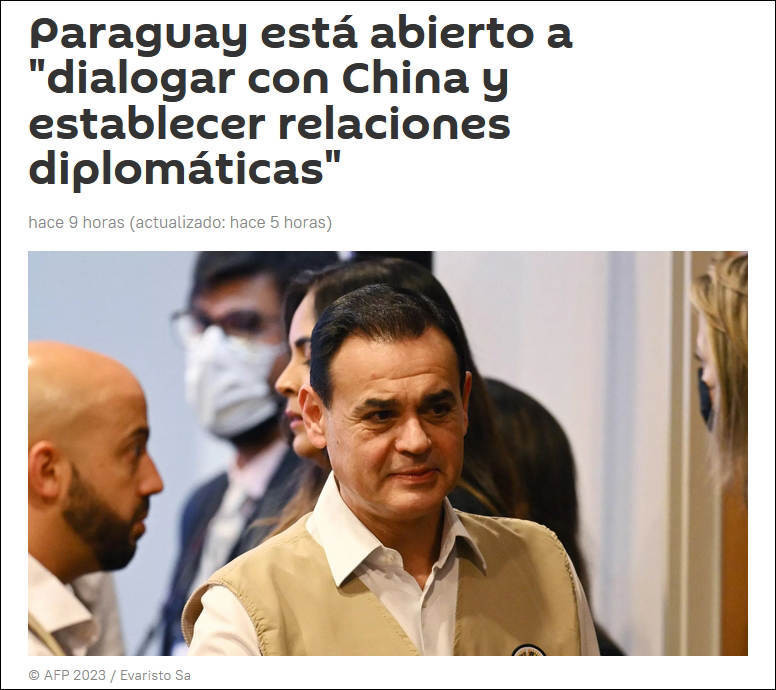 Paraguay está abierto a
"dialogar con China y
establecer relaciones
diplomáticas"
hace 9 horas (actualizado: hace 5 horas)
© AFP 2023 / Evaristo Sa